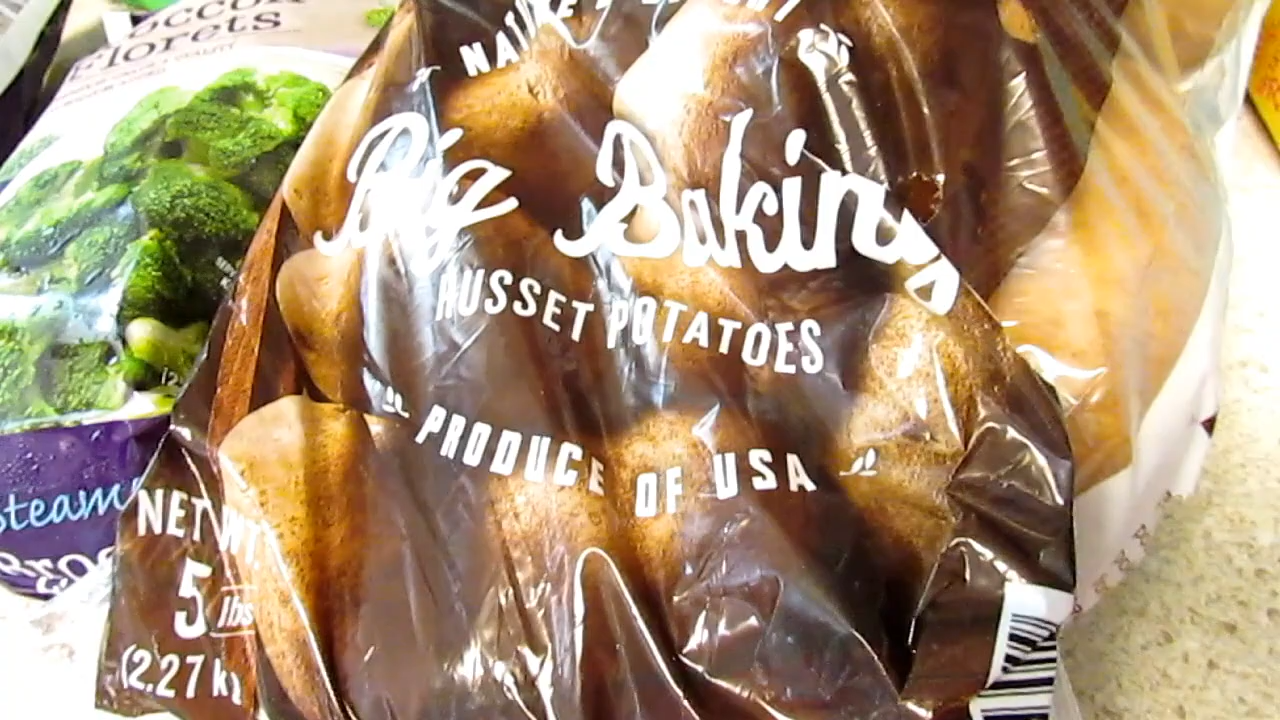 Florets
Big Baking
RUSSET POTATOES
PRODUCE OF USA
NET WT.
5 lbs
(2.27 kg
steam